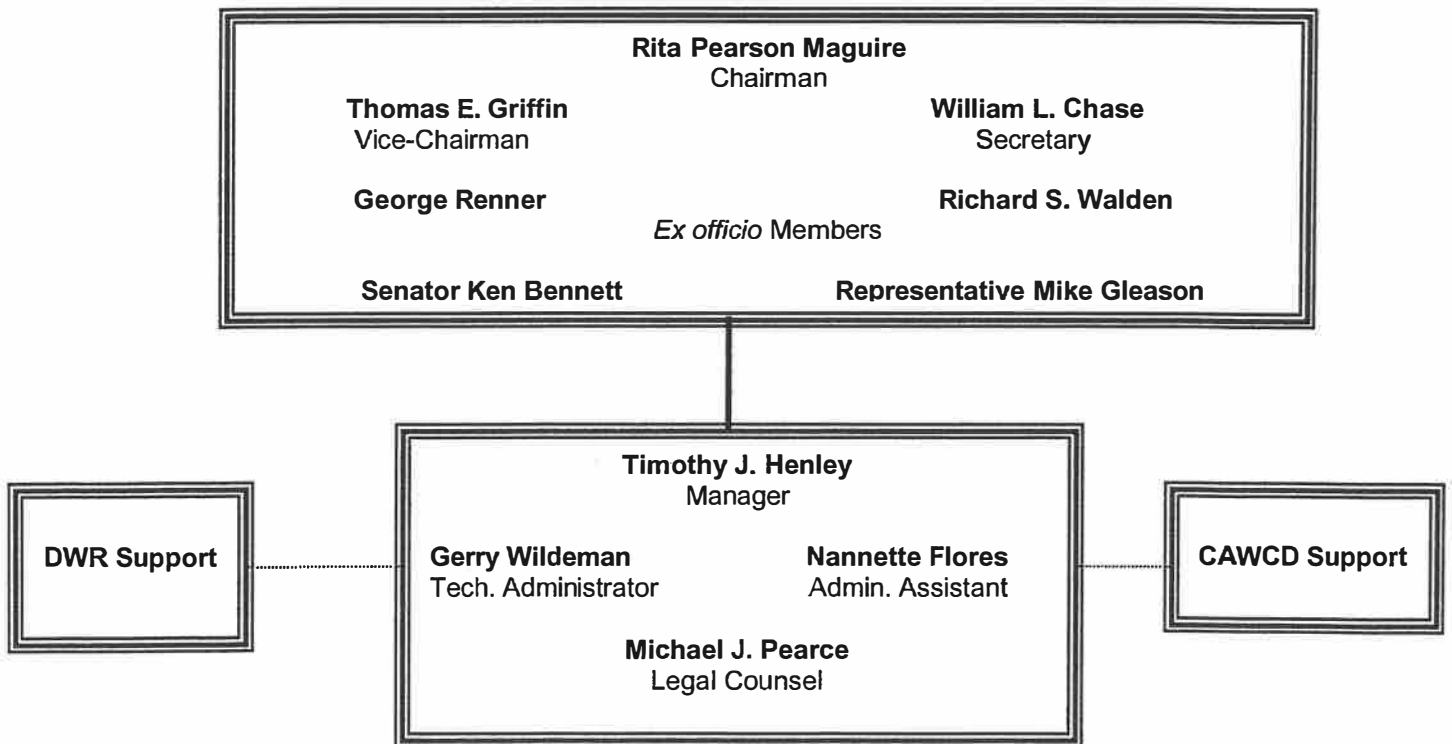 Rita Pearson Maguire
Chairman
Thomas E. Griffin William L. Chase
Vice-Chairman Secretary
George Renner Richard S. Walden
Ex officio Members
Senator Ken Bennett Representative Mike Gleason
Timothy J. Henley
Manager
DWR Support
Gerry Wildeman Nannette Flores
Tech. Administrator Admin. Assistant
Michael J. Pearce
Legal Counsel
CAWCD Support